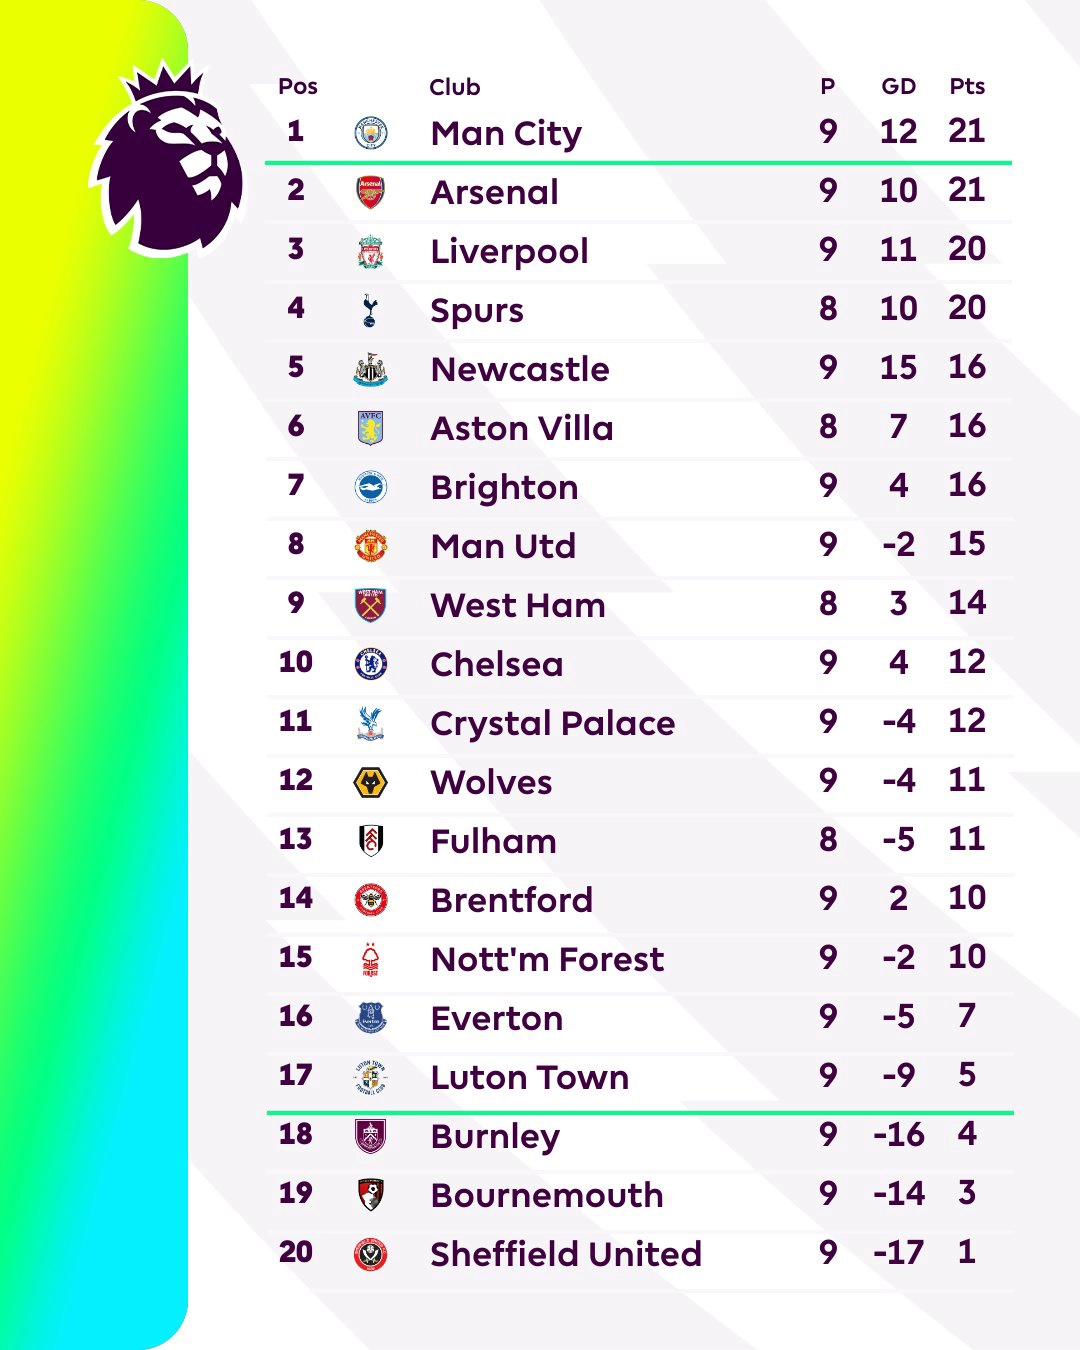 Pos Club P GD Pts
1 Man City 9 12 21
2 Arsenal 9 10 21
3 Liverpool 9 11 20
4 Spurs 8 10 20
5 Newcastle 9 15 16
6 Aston Villa 8 7 16
7 Brighton 9 4 16
8 Man Utd 9 -2 15
9 West Ham 8 3 14
10 Chelsea 9 4 12
11 Crystal Palace 9 -4 12
12 Wolves 9 -4 11
13 Fulham 8 -5 11
14 Brentford 9 2 10
15 Nott'm Forest 9 -2 10
16 Everton 9 -5 7
17 Luton Town 9 -9 5
18 Burnley 9 -16 4
19 Bournemouth 9 -14 3
20 Sheffield United 9 -17 1